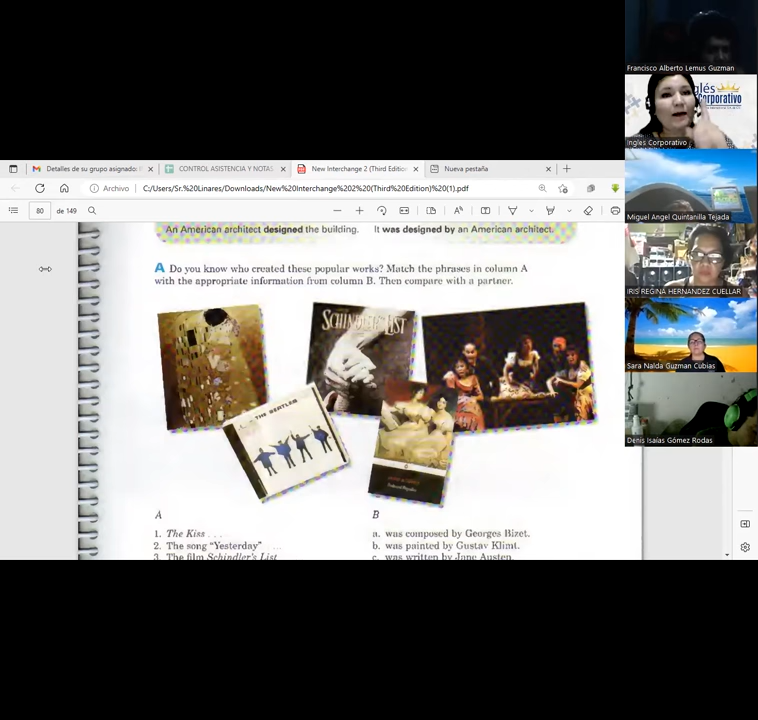 Francisco Alberto Lemus Guzman
Inglés Corporativo
Miguel Angel Quintanilla Tejada
IRIS REGINA HERNANDEZ CUELLAR
Sara Nalda Guzman Cubias
Denis Isaías Gómez Rodas
Detalles de su grupo asignado:
CONTROL ASISTENCIA Y NOTAS
New Interchange 2 (Third Edition
Nueva pestaña
Archivo
C:/Users/Sr.%20Linares/Downloads/New%20Interchange%202%20(Third%20Edition)%20(1).pdf
80 de 149
An American architect designed the building. It was designed by an American architect.
A Do you know who created these popular works? Match the phrases in column A
with the appropriate information from column B. Then compare with a partner.
SCHINDLER'S LIST
THE BEATLES
A
B
1. The Kiss . . . .
a. was composed by Georges Bizet.
2. The song "Yesterday" ...
b. was painted by Gustav Klimt.
3. The film Schindler's List
c. was written by Jane Austen.